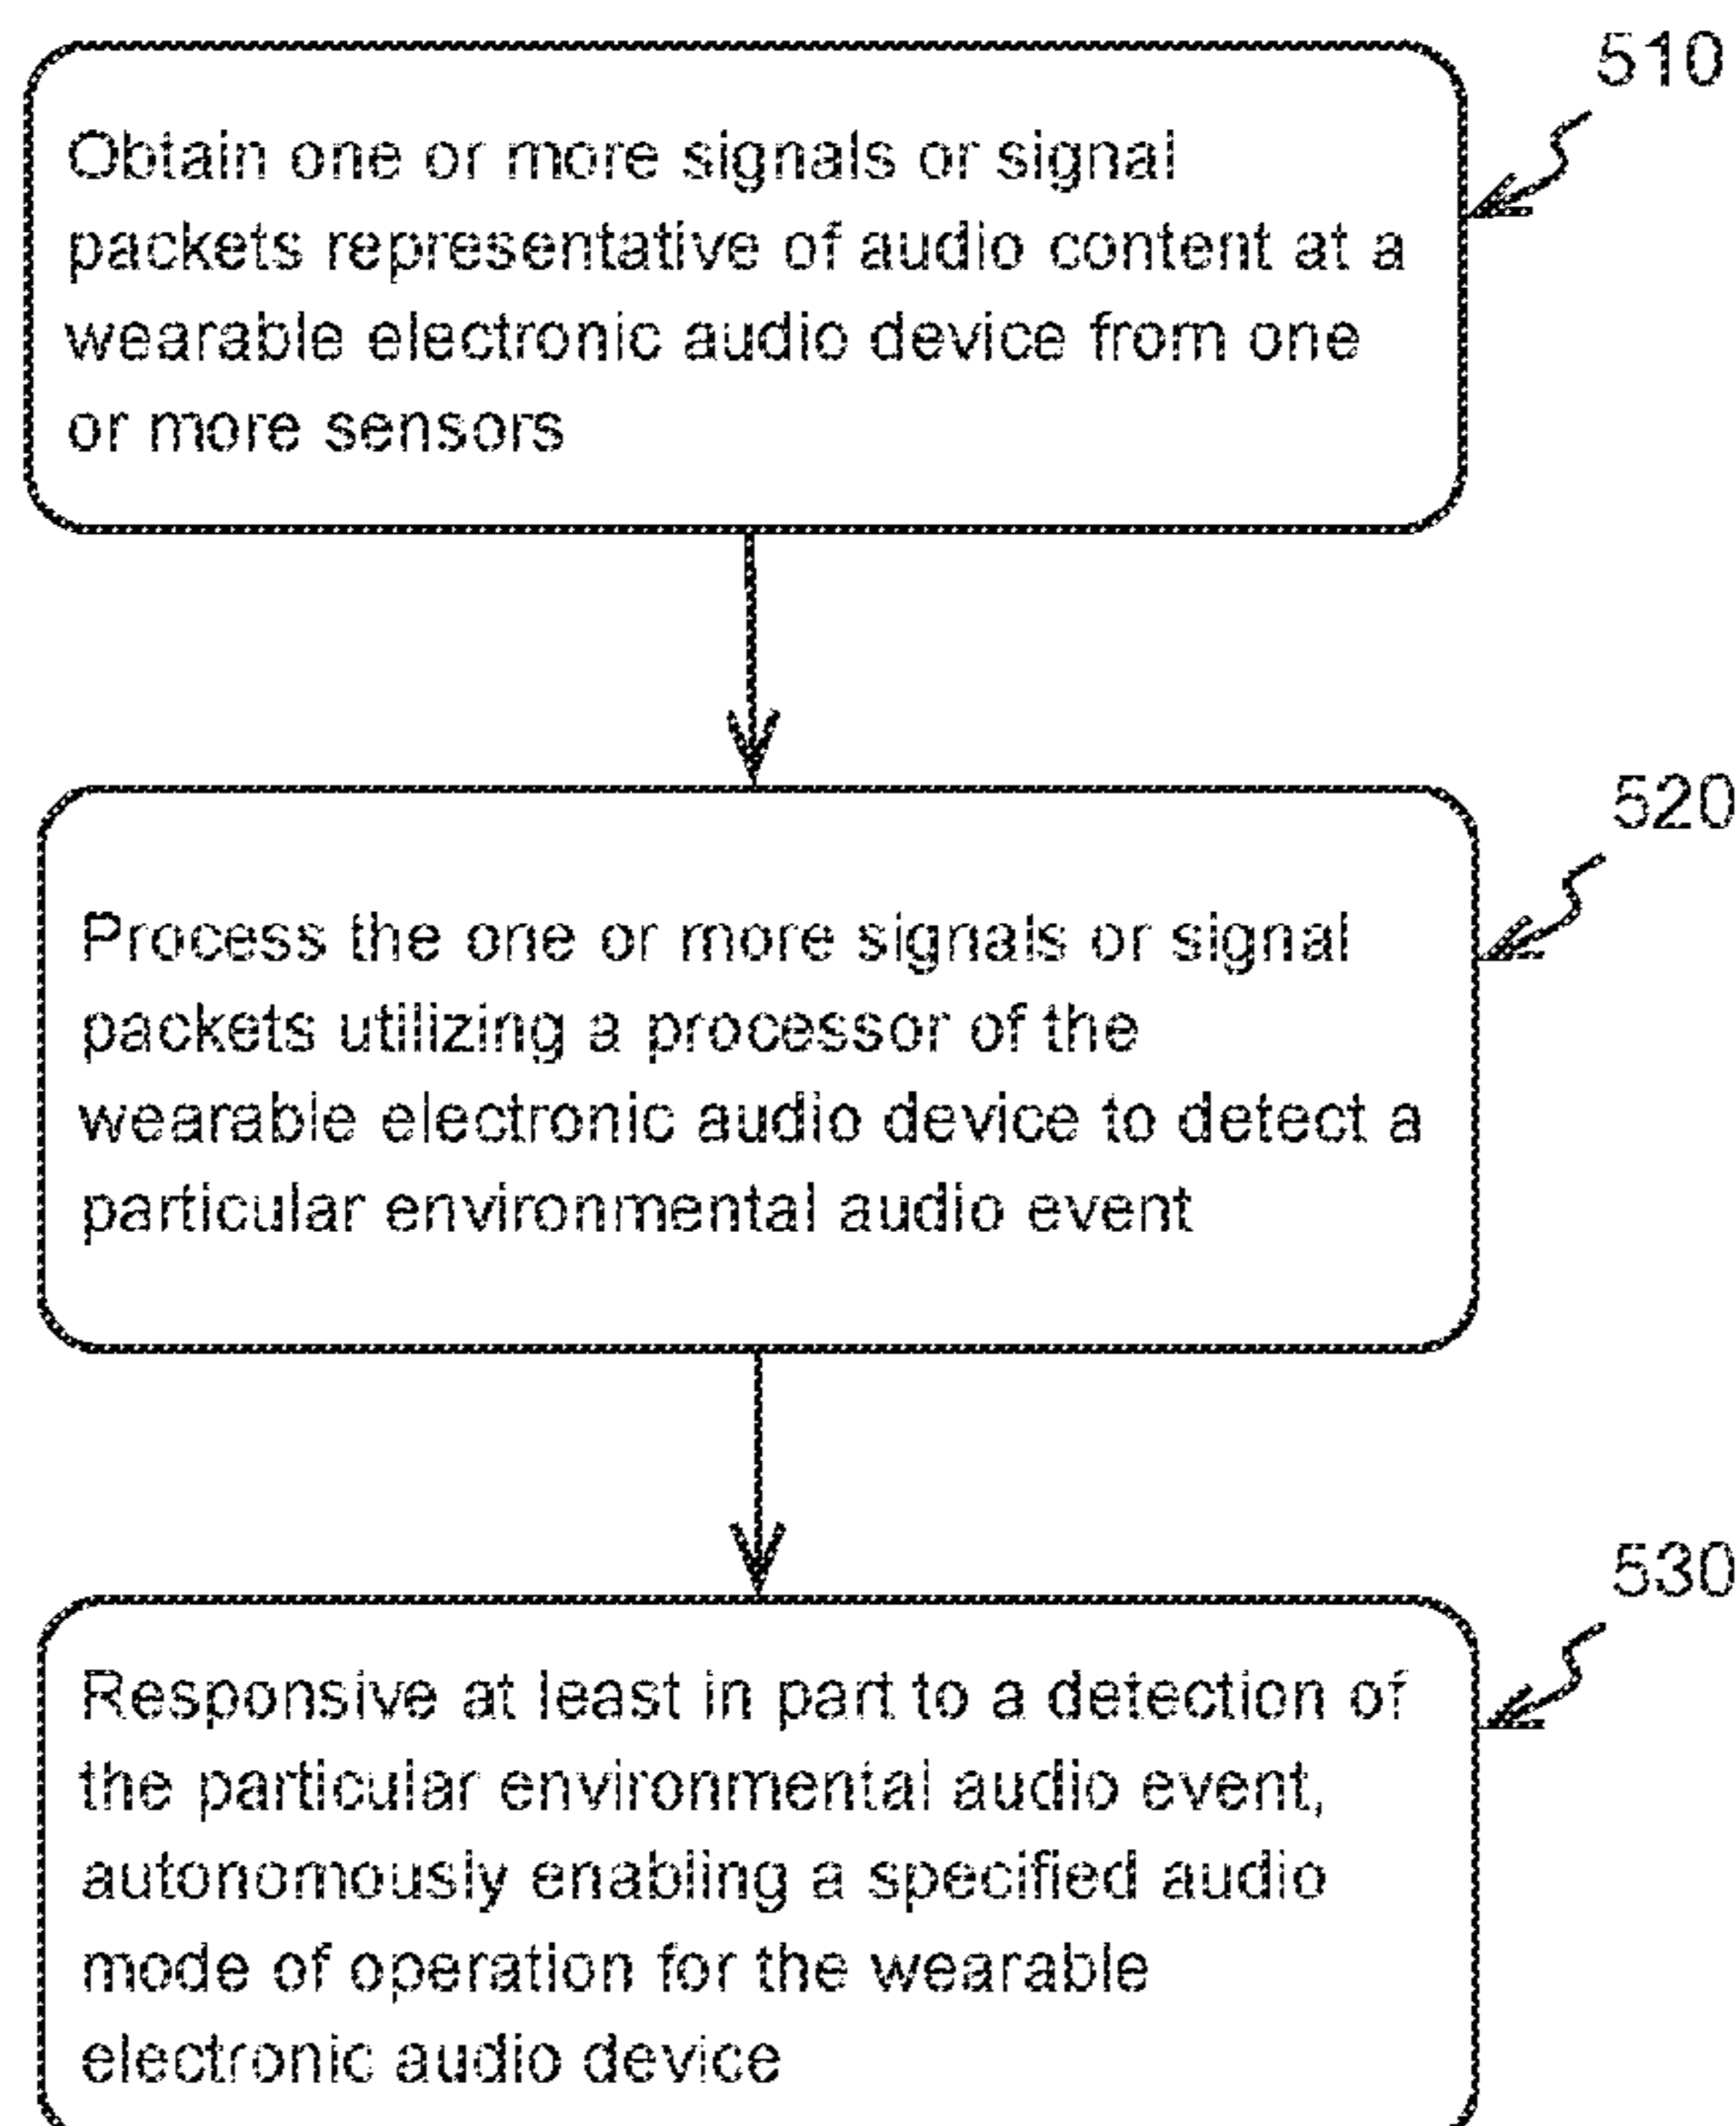 510
Obtain one or more signals or signal
packets representative of audio content at a
wearable electronic audio device from one
or more sensors
520
Process the one or more signals or signal
packets utilizing a processor of the
wearable electronic audio device to detect a
particular environmental audio event
530
Responsive at least in part to a detection of
the particular environmental audio event,
autonomously enabling a specified audio
mode of operation for the wearable
electronic audio device